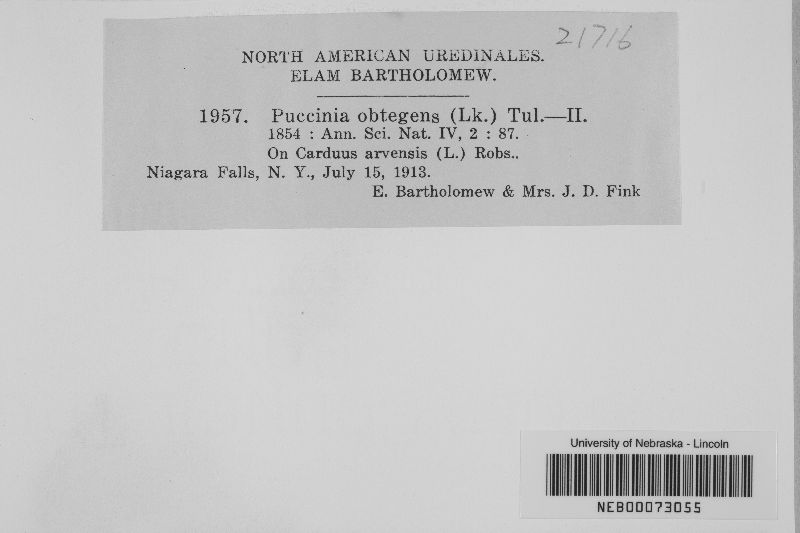 21716
NORTH AMERICAN UREDINALES.
ELAM BARTHOLOMEW.
1957. Puccinia obtegens (Lk.) Tul.—II.
1854 : Ann. Sci. Nat. IV, 2 : 87.
On Carduus arvensis (L.) Robs..
Niagara Falls, N. Y., July 15, 1913.
E. Bartholomew & Mrs. J. D. Fink
University of Nebraska - Lincoln
NEB00073055